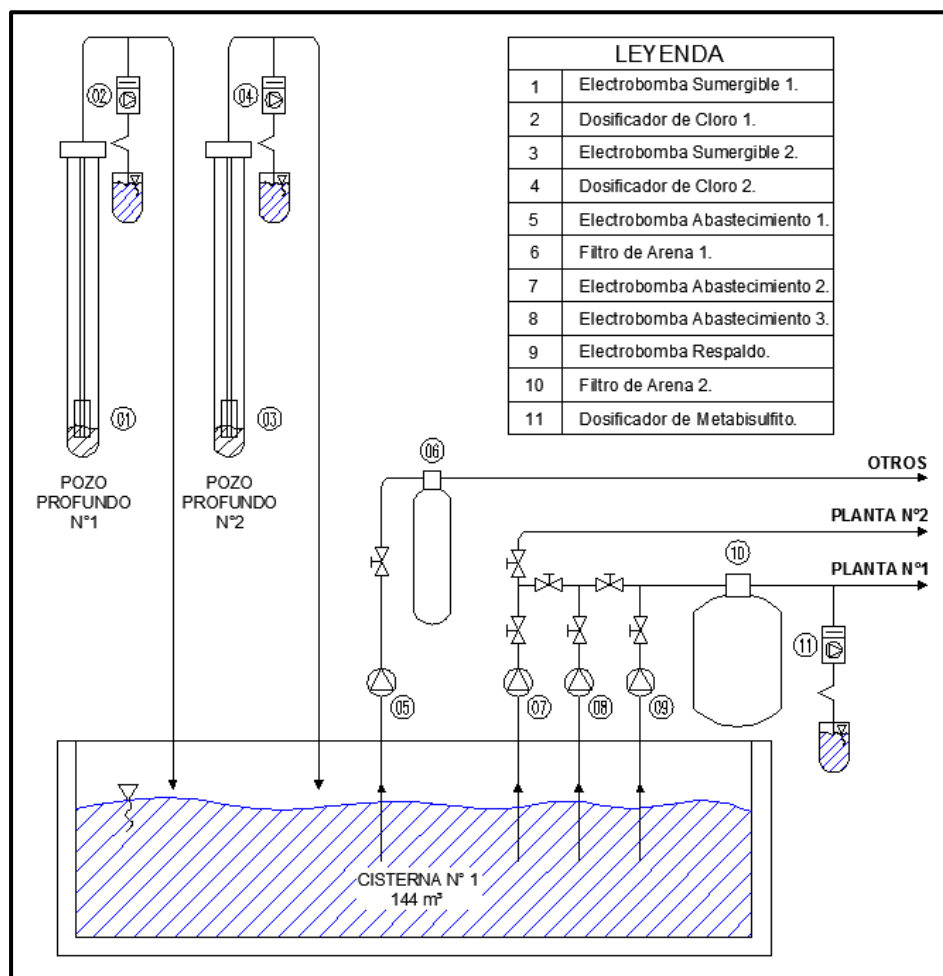 LEYENDA
1 Electrobomba Sumergible 1.
2 Dosificador de Cloro 1.
3 Electrobomba Sumergible 2.
4 Dosificador de Cloro 2.
5 Electrobomba Abastecimiento 1.
6 Filtro de Arena 1.
7 Electrobomba Abastecimiento 2.
8 Electrobomba Abastecimiento 3.
9 Electrobomba Respaldo.
10 Filtro de Arena 2.
11 Dosificador de Metabisulfito.
02
04
01
03
POZO
PROFUNDO
N°1
POZO
PROFUNDO
N°2
06
OTROS
PLANTA N°2
10
PLANTA N°1
11
05
07
08
09
CISTERNA N° 1
144 m³